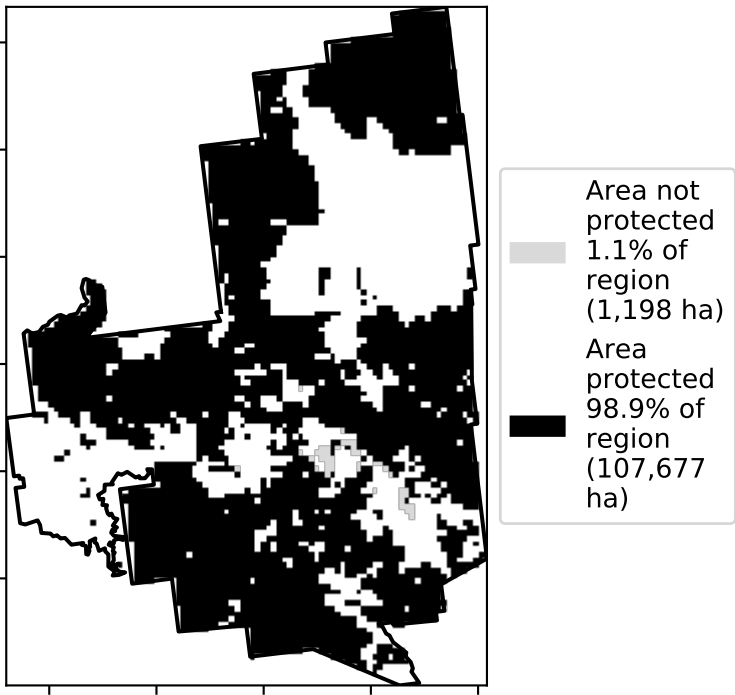 Area not
protected
1.1% of
region
(1,198 ha)
Area
protected
98.9% of
region
(107,677
ha)